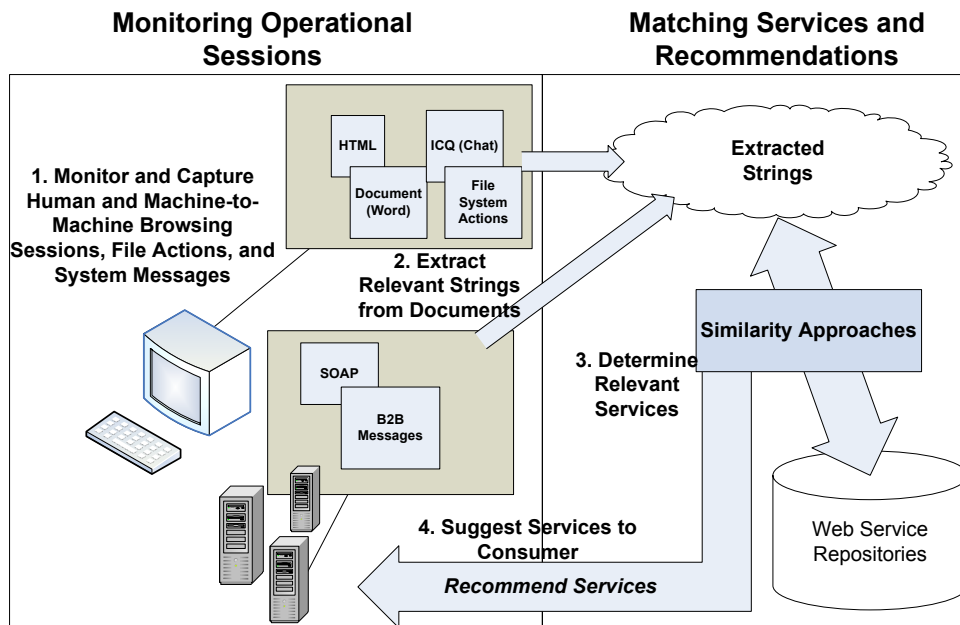 Monitoring Operational
Sessions
Matching Services and
Recommendations
1. Monitor and Capture
Human and Machine-to-
Machine Browsing
Sessions, File Actions, and
System Messages
HTML
ICQ (Chat)
Document
(Word)
File
System
Actions
Extracted
Strings
2. Extract
Relevant Strings
from Documents
SOAP
B2B
Messages
Similarity Approaches
3. Determine
Relevant
Services
4. Suggest Services to
Consumer
Recommend Services
Web Service
Repositories